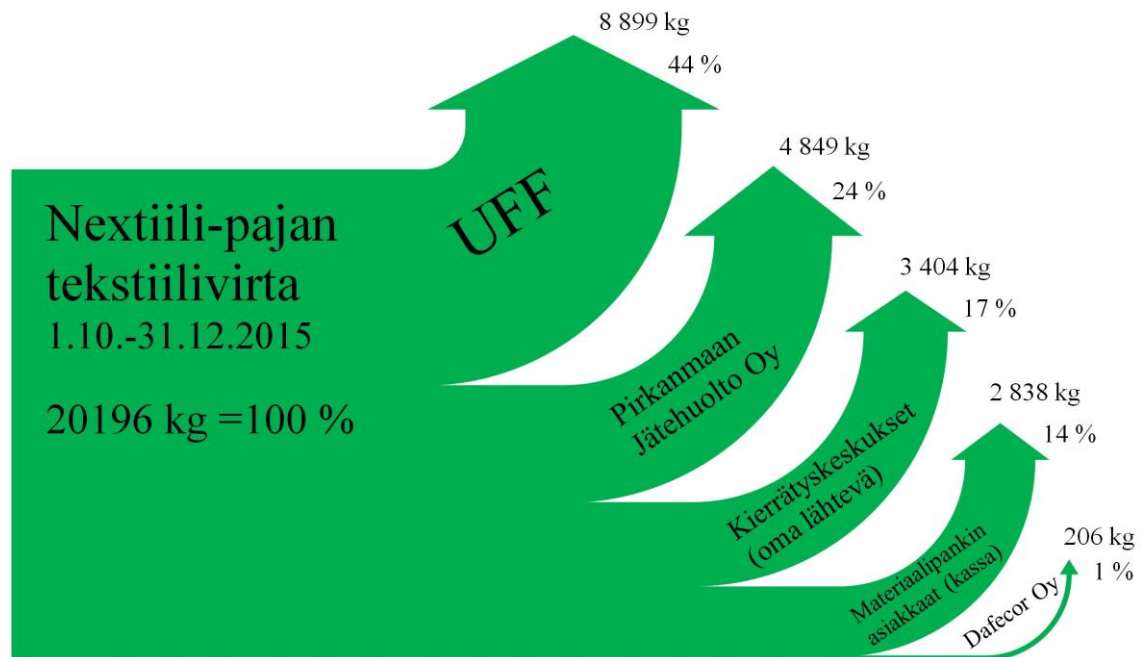 8 899 kg
44 %
UFF
4 849 kg
24 %
Nextiili-pajan
tekstiilivirta
1.10.-31.12.2015
20196 kg =100 %
Pirkanmaan
Jätehuolto Oy
3 404 kg
17 %
Kierrätyskeskukset
(oma lähtevä)
2 838 kg
14 %
Materiaalipankin
asiakkaat (kassa)
206 kg
1 %
Dafecor Oy